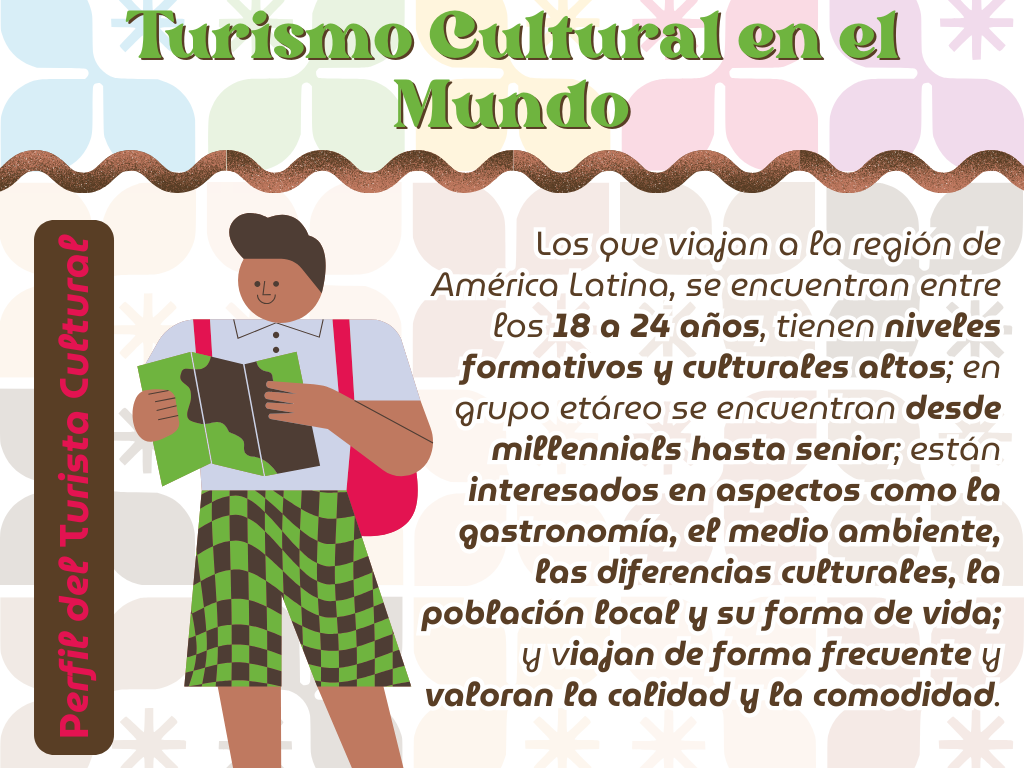 Turismo Cultural en el
Mundo
Perfil del Turista Cultural
Los que viajan a la región de
América Latina, se encuentran entre
los 18 a 24 años, tienen niveles
formativos y culturales altos; en
grupo etáreo se encuentran desde
millennials hasta senior; están
interesados en aspectos como la
gastronomía, el medio ambiente,
las diferencias culturales, la
población local y su forma de vida;
y viajan de forma frecuente y
valoran la calidad y la comodidad.